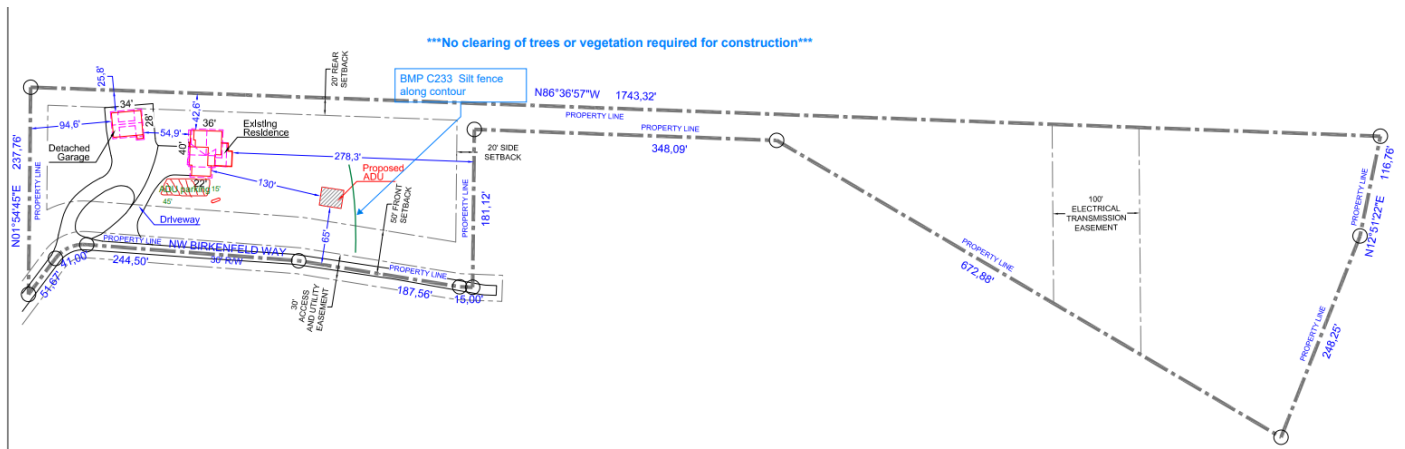 ***No clearing of trees or vegetation required for construction***
20' REAR
SETBACK
BMP C233 Silt fence
along contour
N86°36'57"W 1743,32'
PROPERTY LINE
25,8'
34'
28'
94,6'
54,9'
42,6'
36'
40'
22'
Existing
Residence
Detached
Garage
278,3'
20' SIDE
SETBACK
PROPERTY LINE
348,09'
116,76'
PROPERTY LINE
N12°51'22"E
N01°54'45"E 237,76'
PROPERTY LINE
Proposed
ADU
130'
ADU parking
15'
45'
Driveway
65'
50' FRONT
SETBACK
PROPERTY LINE
181,12'
100'
ELECTRICAL
TRANSMISSION
EASEMENT
PROPERTY LINE
NW BIRKENFELD WAY
30' R/W
51,67'
41,00'
244,50'
PROPERTY LINE
187,56'
15,00'
30'
ACCESS
AND UTILITY
EASEMENT
PROPERTY LINE
672,88'
PROPERTY LINE
248,25'